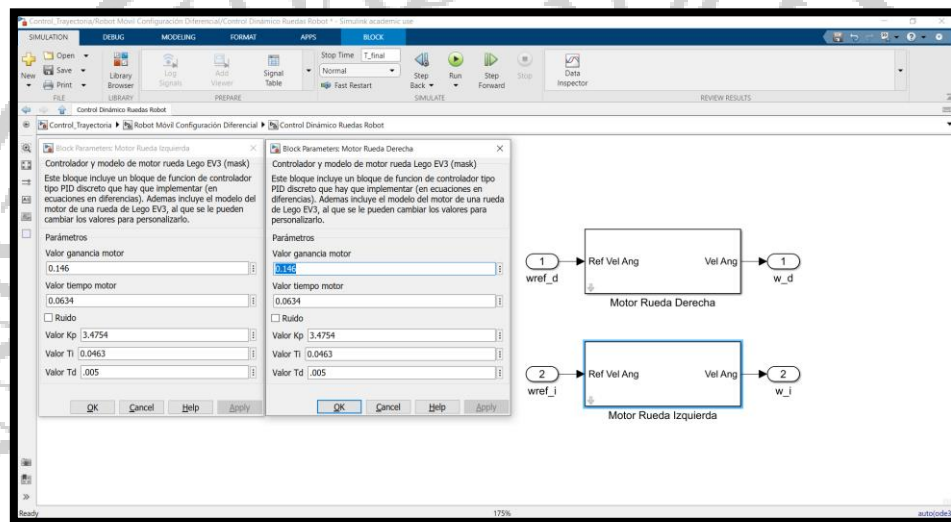 Control_Trayectoria/Robot Movil Configuración Diferencial/Control Dinámico Ruedas Robot * - Simulink academic use
SIMULATION DEBUG MODELING FORMAT APPS BLOCK
New
Open
Save
Print
FILE
Library Browser
LIBRARY
Log Signals
Add Viewer
Signal Table
PREPARE
Stop Time T_final
Normal
Fast Restart
Step Back
Run
Step Forward
Stop
SIMULATE
Data Inspector
REVIEW RESULTS
Control Dinámico Ruedas Robot
Control_Trayectoria Robot Móvil Configuración Diferencial Control Dinámico Ruedas Robot
Block Parameters: Motor Rueda Izquierda
Controlador y modelo de motor rueda Lego EV3 (mask)
Este bloque incluye un bloque de funcion de controlador tipo
PID discreto que hay que implementar (en ecuaciones en
diferencias). Ademas incluye el modelo del
motor de una rueda de Lego EV3, al que se le pueden
cambiar los valores para personalizarlo.
Parámetros
Valor ganancia motor
0.146
Valor tiempo motor
0.0634
Ruido
Valor Kp 3.4754
Valor Ti 0.0463
Valor Td .005
OK Cancel Help Apply
Block Parameters: Motor Rueda Derecha
Controlador y modelo de motor rueda Lego EV3 (mask)
Este bloque incluye un bloque de funcion de controlador tipo
PID discreto que hay que implementar (en ecuaciones en
diferencias). Ademas incluye el modelo del motor de una rueda
de Lego EV3, al que se le pueden cambiar los valores para
personalizarlo.
Parámetros
Valor ganancia motor
0.146
Valor tiempo motor
0.0634
Ruido
Valor Kp 3.4754
Valor Ti 0.0463
Valor Td .005
OK Cancel Help Apply
1
wref_d
Ref Vel Ang Vel Ang
1
w_d
Motor Rueda Derecha
2
wref_i
Ref Vel Ang Vel Ang
2
w_i
Motor Rueda Izquierda
Ready
175%